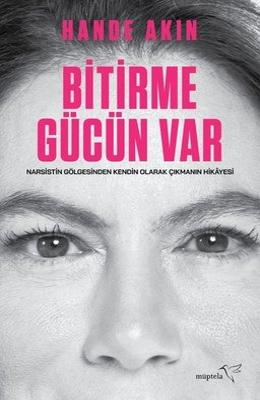 HANDE AKIN
BİTİRME
GÜCÜN VAR
NARSİSTİN GÖLGESİNDEN KENDİN OLARAK ÇIKMANIN HİKÂYESİ
müptela